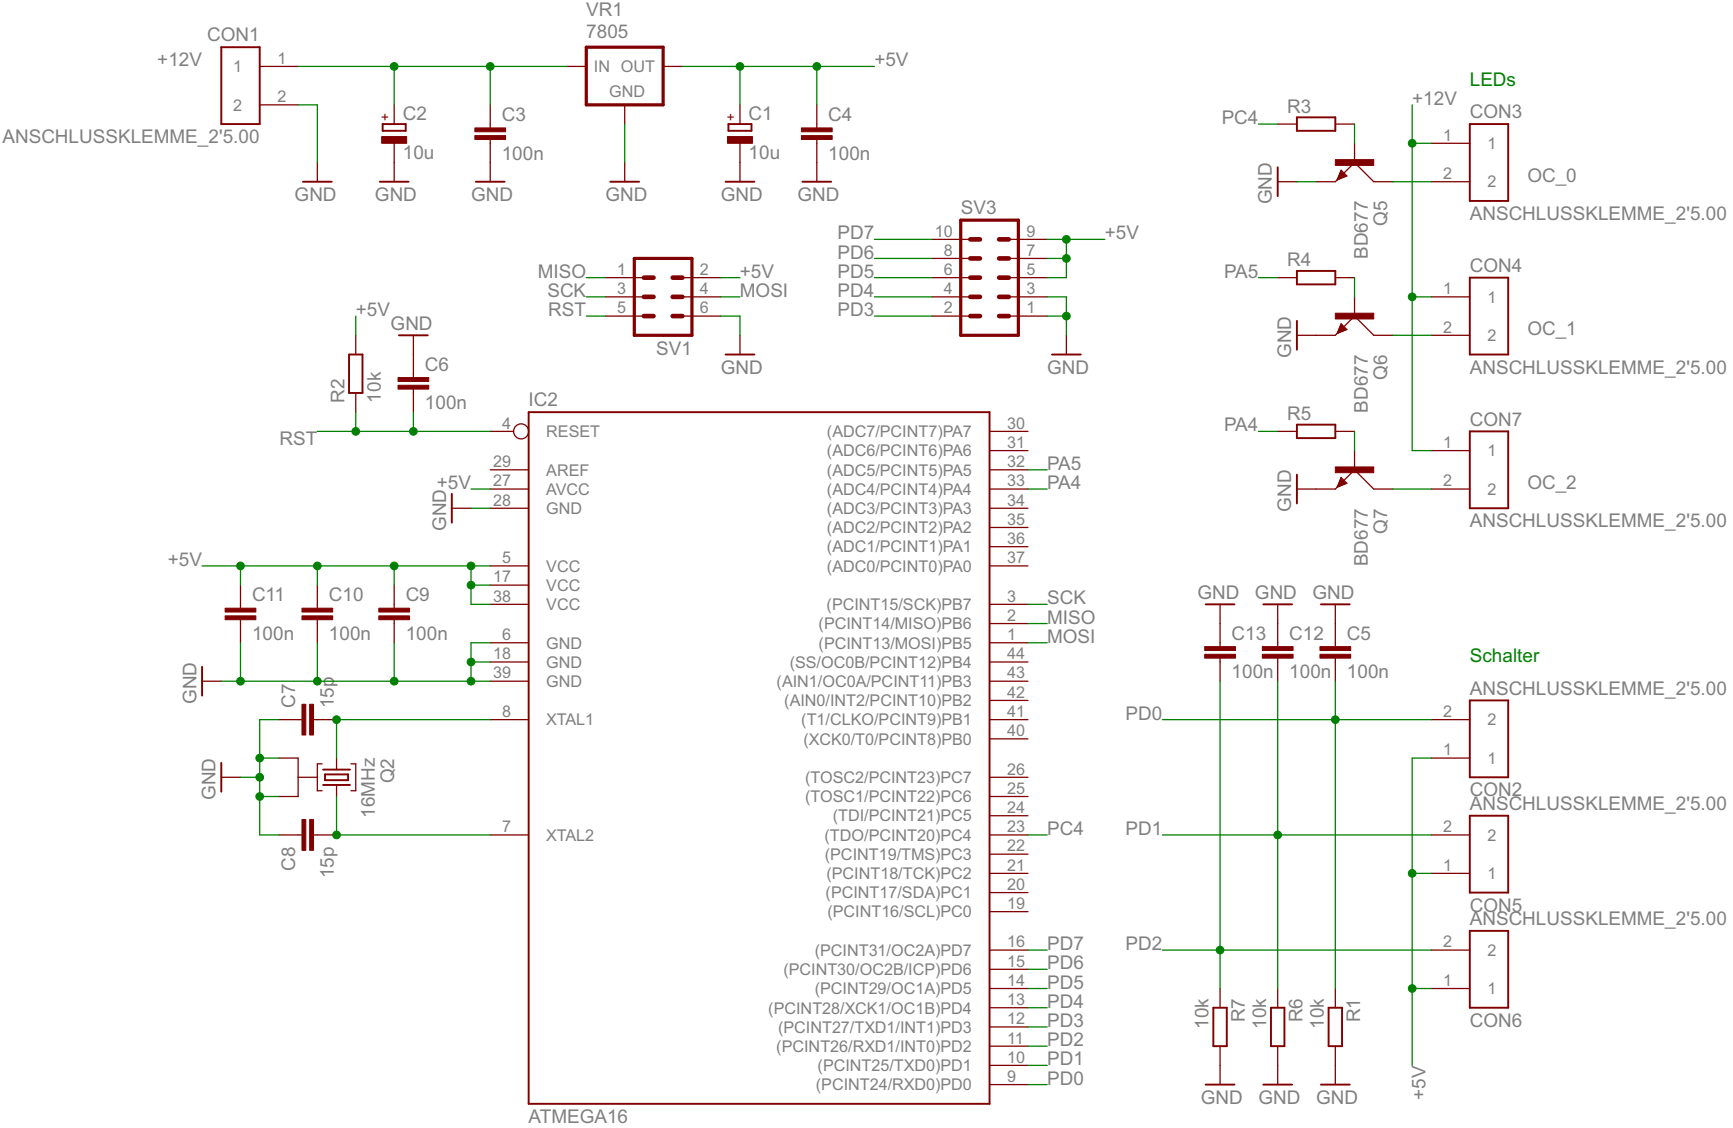 VR1
7805
CON1
+12V
1
1
2
2
ANSCHLUSSKLEMME_2'5.00
GND
C2
+
10u
GND
C3
100n
GND
IN OUT
GND
GND
C1
+
10u
GND
C4
100n
GND
+5V
SV1
MISO 1 2 +5V
SCK 3 4 MOSI
RST 5 6
GND
SV3
PD7 10 9 +5V
PD6 8 7
PD5 6 5
PD4 4 3
PD3 2 1
GND
LEDs
+12V
PC4
R3
GND
BD677
Q5
CON3
1
1
2
2
OC_0
ANSCHLUSSKLEMME_2'5.00
PA5
R4
GND
BD677
Q6
CON4
1
1
2
2
OC_1
ANSCHLUSSKLEMME_2'5.00
PA4
R5
GND
BD677
Q7
CON7
1
1
2
2
OC_2
ANSCHLUSSKLEMME_2'5.00
+5V
GND
R2
10k
C6
100n
RST
IC2
4 RESET
29 AREF
+5V 27 AVCC
GND 28 GND
+5V
5 VCC
17 VCC
38 VCC
C11
100n
C10
100n
C9
100n
6 GND
18 GND
39 GND
GND
C7
15p
8 XTAL1
GND
16MHz
Q2
7 XTAL2
C8
15p
(ADC7/PCINT7)PA7 30
(ADC6/PCINT6)PA6 31
(ADC5/PCINT5)PA5 32 PA5
(ADC4/PCINT4)PA4 33 PA4
(ADC3/PCINT3)PA3 34
(ADC2/PCINT2)PA2 35
(ADC1/PCINT1)PA1 36
(ADC0/PCINT0)PA0 37
(PCINT15/SCK)PB7 3 SCK
(PCINT14/MISO)PB6 2 MISO
(PCINT13/MOSI)PB5 1 MOSI
(SS/OC0B/PCINT12)PB4 44
(AIN1/OC0A/PCINT11)PB3 43
(AIN0/INT2/PCINT10)PB2 42
(T1/CLKO/PCINT9)PB1 41
(XCK0/T0/PCINT8)PB0 40
(TOSC2/PCINT23)PC7 26
(TOSC1/PCINT22)PC6 25
(TDI/PCINT21)PC5 24
(TDO/PCINT20)PC4 23 PC4
(PCINT19/TMS)PC3 22
(PCINT18/TCK)PC2 21
(PCINT17/SDA)PC1 20
(PCINT16/SCL)PC0 19
(PCINT31/OC2A)PD7 16 PD7
(PCINT30/OC2B/ICP)PD6 15 PD6
(PCINT29/OC1A)PD5 14 PD5
(PCINT28/XCK1/OC1B)PD4 13 PD4
(PCINT27/TXD1/INT1)PD3 12 PD3
(PCINT26/RXD1/INT0)PD2 11 PD2
(PCINT25/TXD0)PD1 10 PD1
(PCINT24/RXD0)PD0 9 PD0
ATMEGA16
GND GND GND
C13
100n
C12
100n
C5
100n
Schalter
ANSCHLUSSKLEMME_2'5.00
PD0
2
2
1
1
CON2
ANSCHLUSSKLEMME_2'5.00
PD1
2
2
1
1
CON5
ANSCHLUSSKLEMME_2'5.00
PD2
2
2
1
1
CON6
10k
R7
10k
R6
10k
R1
GND GND GND
+5V